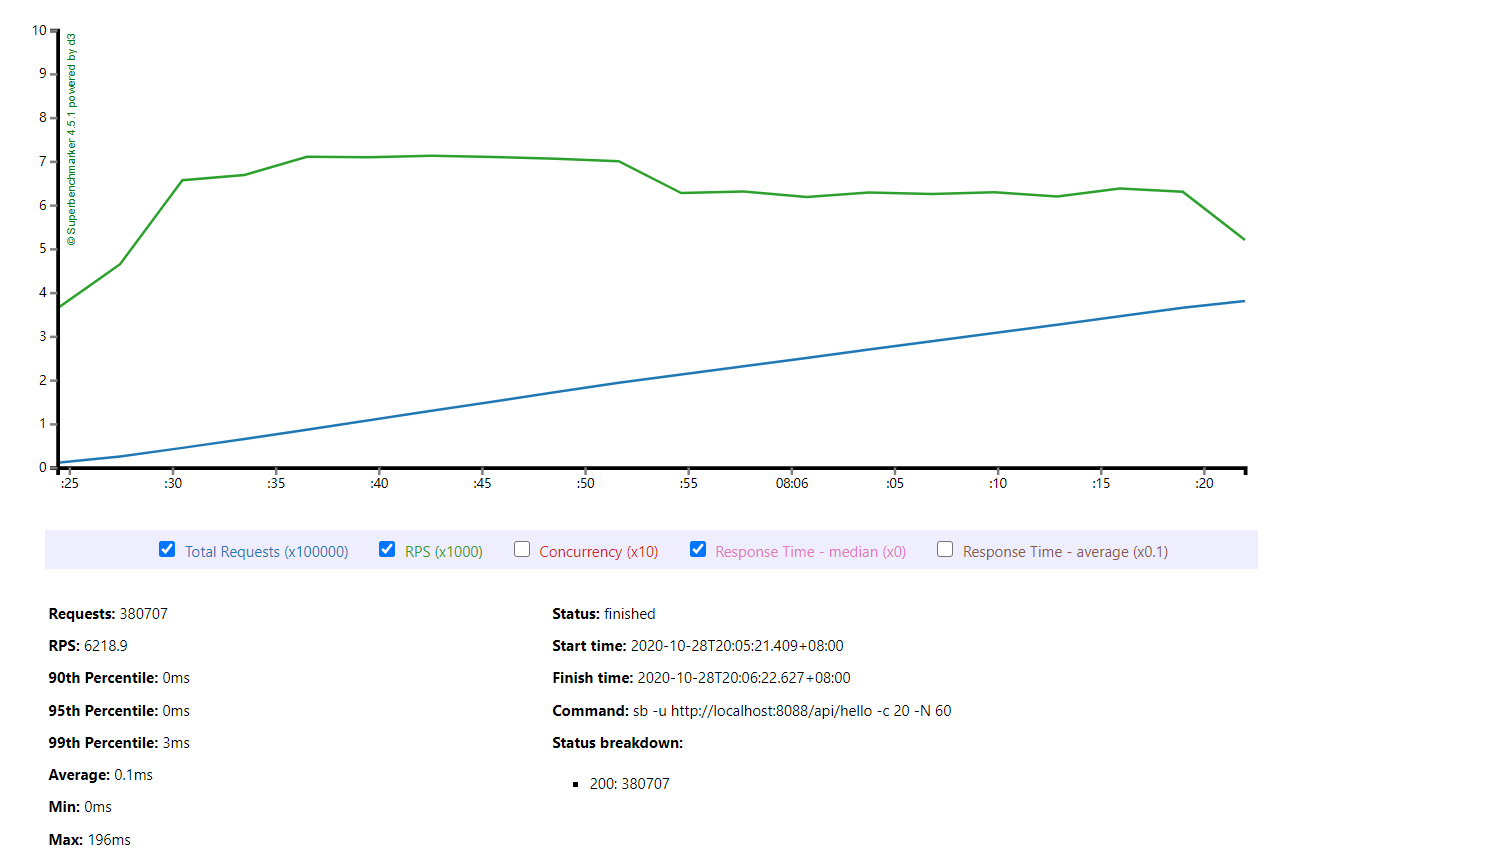 10
9
8
7
6
5
4
3
2
1
0
© Superbenchmarker 4.5.1 powered by d3
:25 :30 :35 :40 :45 :50 :55 08:06 :05 :10 :15 :20
Total Requests (x100000) RPS (x1000) Concurrency (x10) Response Time - median (x0) Response Time - average (x0.1)
Requests: 380707
RPS: 6218.9
90th Percentile: 0ms
95th Percentile: 0ms
99th Percentile: 3ms
Average: 0.1ms
Min: 0ms
Max: 196ms
Status: finished
Start time: 2020-10-28T20:05:21.409+08:00
Finish time: 2020-10-28T20:06:22.627+08:00
Command: sb -u http://localhost:8088/api/hello -c 20 -N 60
Status breakdown:
200: 380707